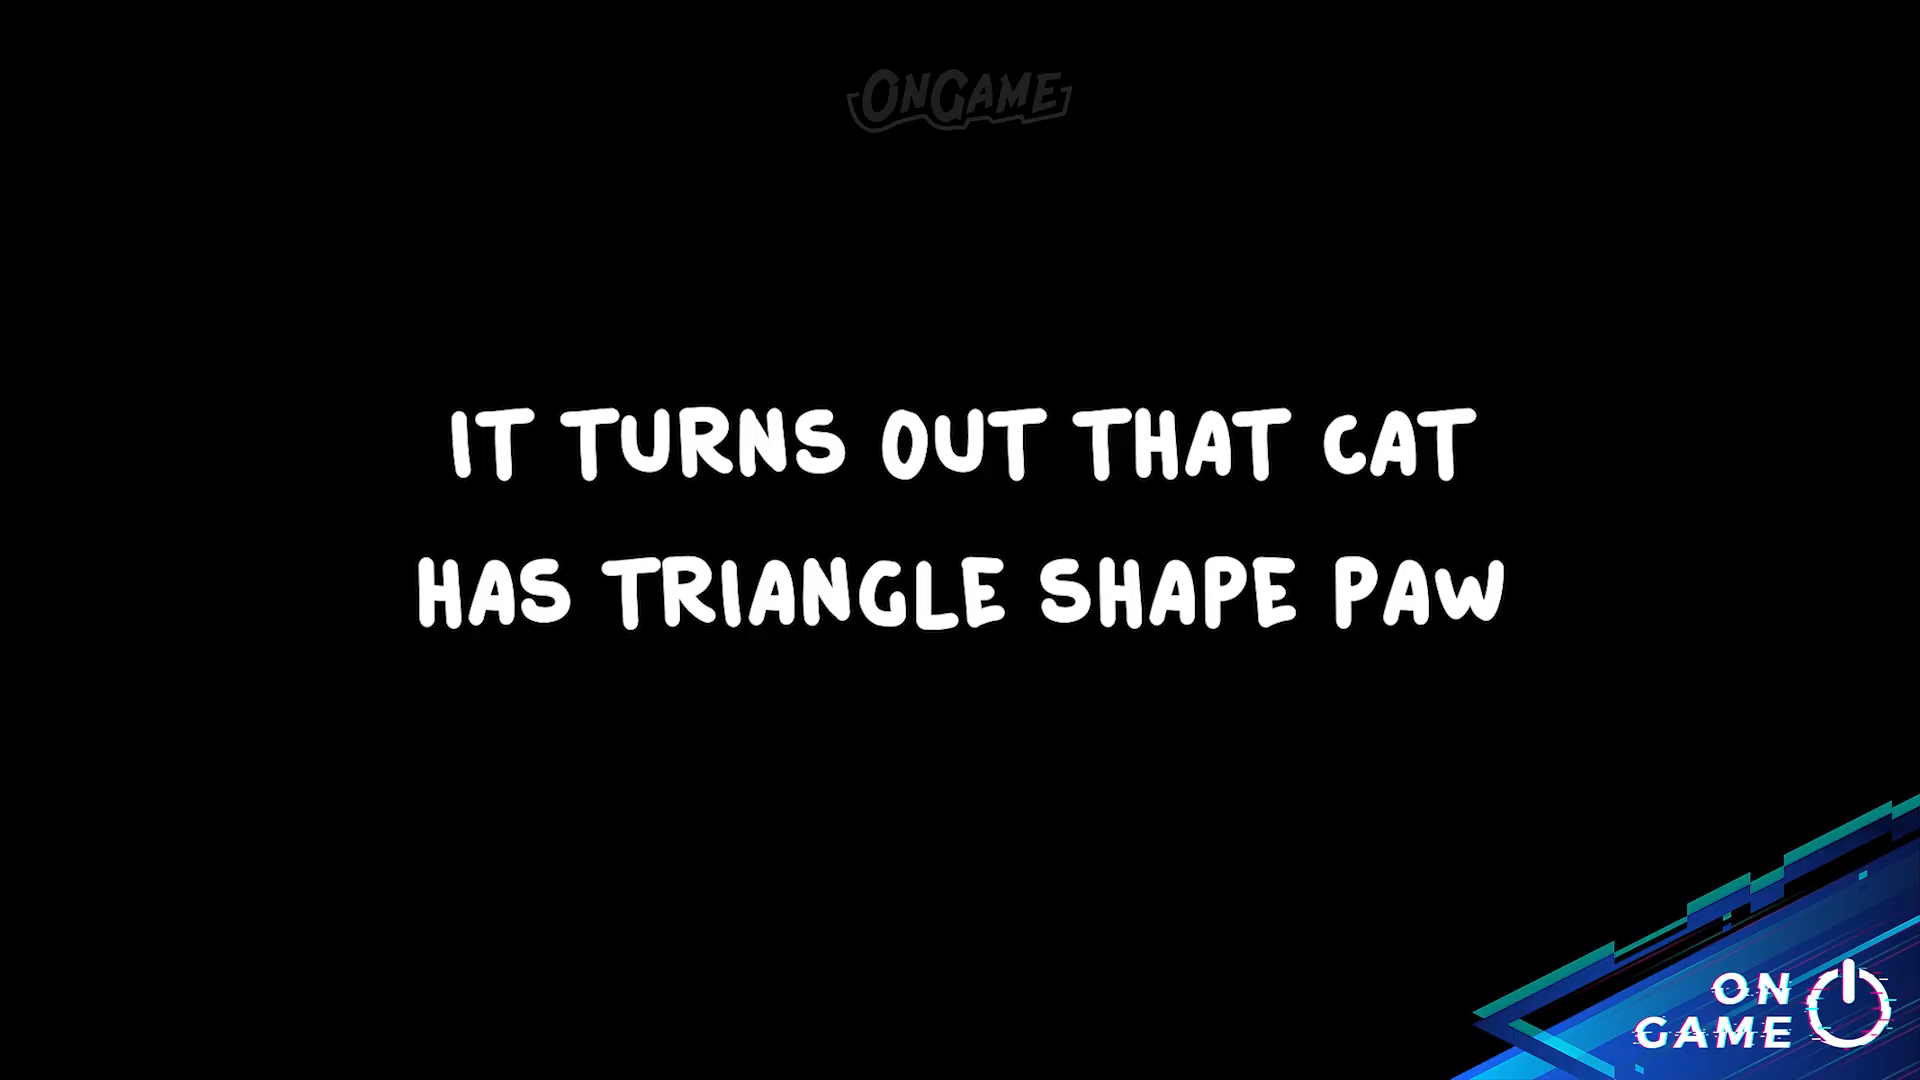 OnGame
IT TURNS OUT THAT CAT
HAS TRIANGLE SHAPE PAW
ON
GAME